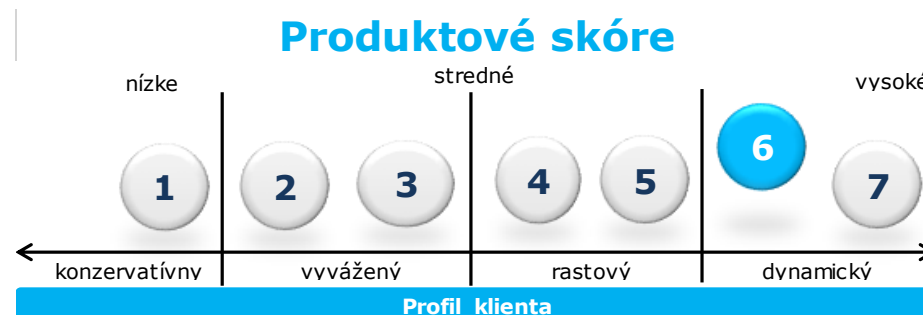 Produktové skóre
nízke stredné vysoké
1 2 3 4 5 6 7
konzervatívny vyvážený rastový dynamický
Profil klienta